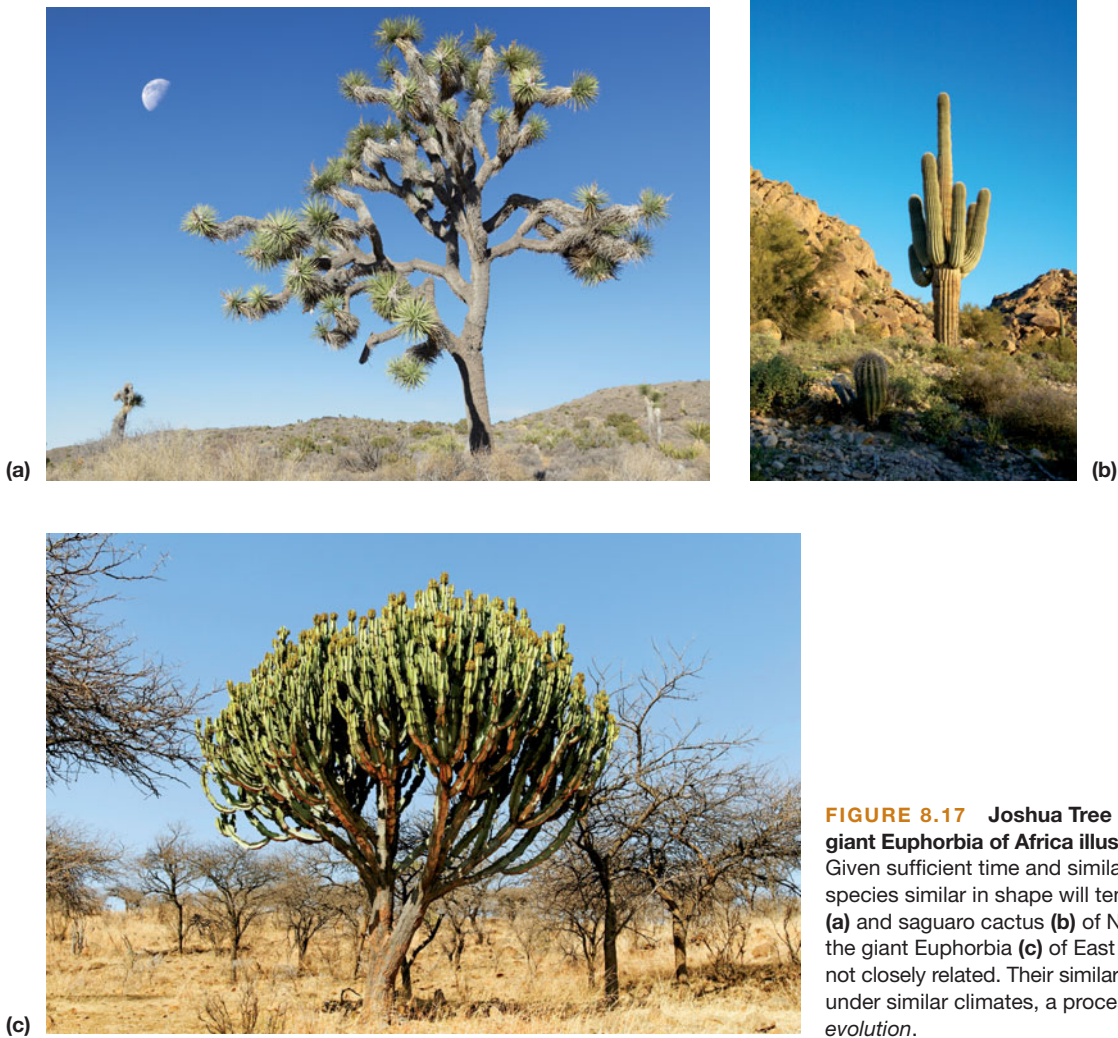 (a)
(b)
(c)
FIGURE 8.17 Joshua Tree
giant Euphorbia of Africa illus
Given sufficient time and simila
species similar in shape will ten
(a) and saguaro cactus (b) of N
the giant Euphorbia (c) of East
not closely related. Their similar
under similar climates, a proce
evolution.